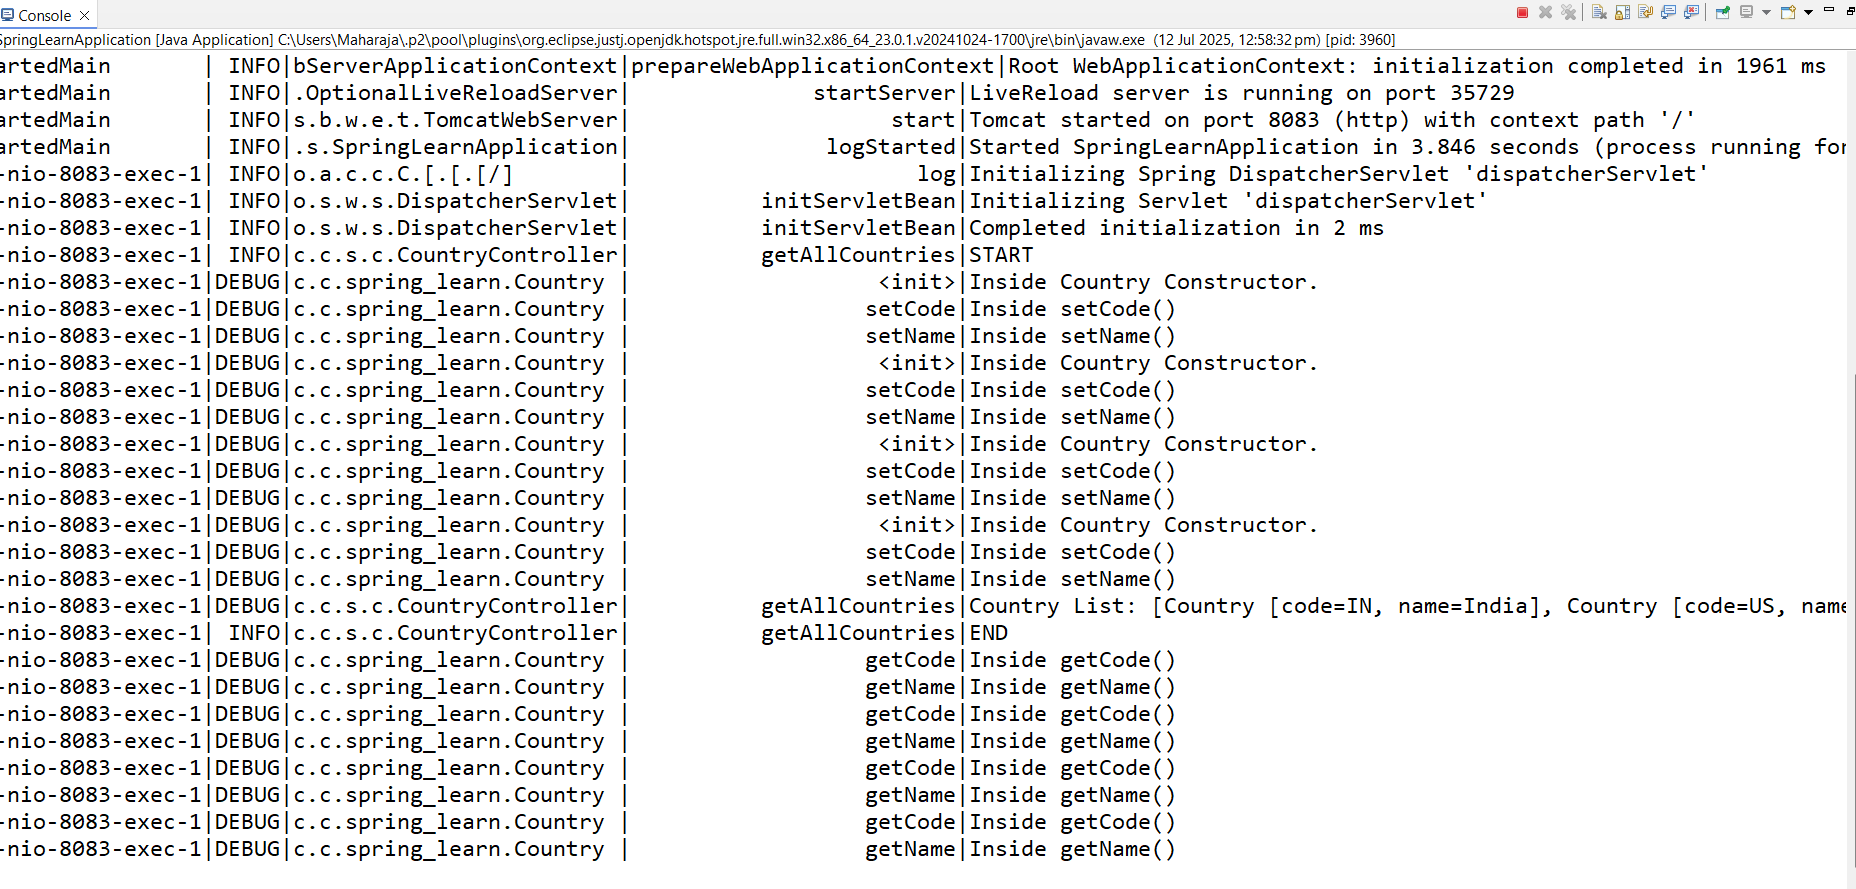 Console
SpringLearnApplication [Java Application] C:\Users\Maharaja\.p2\pool\plugins\org.eclipse.justj.openjdk.hotspot.jre.full.win32.x86_64_23.0.1.v20241024-1700\jre\bin\javaw.exe (12 Jul 2025, 12:58:32 pm) [pid: 3960]
artedMain | INFO|bServerApplicationContext|prepareWebApplicationContext|Root WebApplicationContext: initialization completed in 1961 ms
artedMain | INFO|.OptionalLiveReloadServer| startServer|LiveReload server is running on port 35729
artedMain | INFO|s.b.w.e.t.TomcatWebServer| start|Tomcat started on port 8083 (http) with context path '/'
artedMain | INFO|.s.SpringLearnApplication| logStarted|Started SpringLearnApplication in 3.846 seconds (process running for
-nio-8083-exec-1| INFO|o.a.c.c.C.[.[.[/] | log|Initializing Spring DispatcherServlet 'dispatcherServlet'
-nio-8083-exec-1| INFO|o.s.w.s.DispatcherServlet| initServletBean|Initializing Servlet 'dispatcherServlet'
-nio-8083-exec-1| INFO|o.s.w.s.DispatcherServlet| initServletBean|Completed initialization in 2 ms
-nio-8083-exec-1| INFO|c.c.s.c.CountryController| getAllCountries|START
-nio-8083-exec-1|DEBUG|c.c.spring_learn.Country | <init>|Inside Country Constructor.
-nio-8083-exec-1|DEBUG|c.c.spring_learn.Country | setCode|Inside setCode()
-nio-8083-exec-1|DEBUG|c.c.spring_learn.Country | setName|Inside setName()
-nio-8083-exec-1|DEBUG|c.c.spring_learn.Country | <init>|Inside Country Constructor.
-nio-8083-exec-1|DEBUG|c.c.spring_learn.Country | setCode|Inside setCode()
-nio-8083-exec-1|DEBUG|c.c.spring_learn.Country | setName|Inside setName()
-nio-8083-exec-1|DEBUG|c.c.spring_learn.Country | <init>|Inside Country Constructor.
-nio-8083-exec-1|DEBUG|c.c.spring_learn.Country | setCode|Inside setCode()
-nio-8083-exec-1|DEBUG|c.c.spring_learn.Country | setName|Inside setName()
-nio-8083-exec-1|DEBUG|c.c.spring_learn.Country | <init>|Inside Country Constructor.
-nio-8083-exec-1|DEBUG|c.c.spring_learn.Country | setCode|Inside setCode()
-nio-8083-exec-1|DEBUG|c.c.spring_learn.Country | setName|Inside setName()
-nio-8083-exec-1|DEBUG|c.c.s.c.CountryController| getAllCountries|Country List: [Country [code=IN, name=India], Country [code=US, name
-nio-8083-exec-1| INFO|c.c.s.c.CountryController| getAllCountries|END
-nio-8083-exec-1|DEBUG|c.c.spring_learn.Country | getCode|Inside getCode()
-nio-8083-exec-1|DEBUG|c.c.spring_learn.Country | getName|Inside getName()
-nio-8083-exec-1|DEBUG|c.c.spring_learn.Country | getCode|Inside getCode()
-nio-8083-exec-1|DEBUG|c.c.spring_learn.Country | getName|Inside getName()
-nio-8083-exec-1|DEBUG|c.c.spring_learn.Country | getCode|Inside getCode()
-nio-8083-exec-1|DEBUG|c.c.spring_learn.Country | getName|Inside getName()
-nio-8083-exec-1|DEBUG|c.c.spring_learn.Country | getCode|Inside getCode()
-nio-8083-exec-1|DEBUG|c.c.spring_learn.Country | getName|Inside getName()